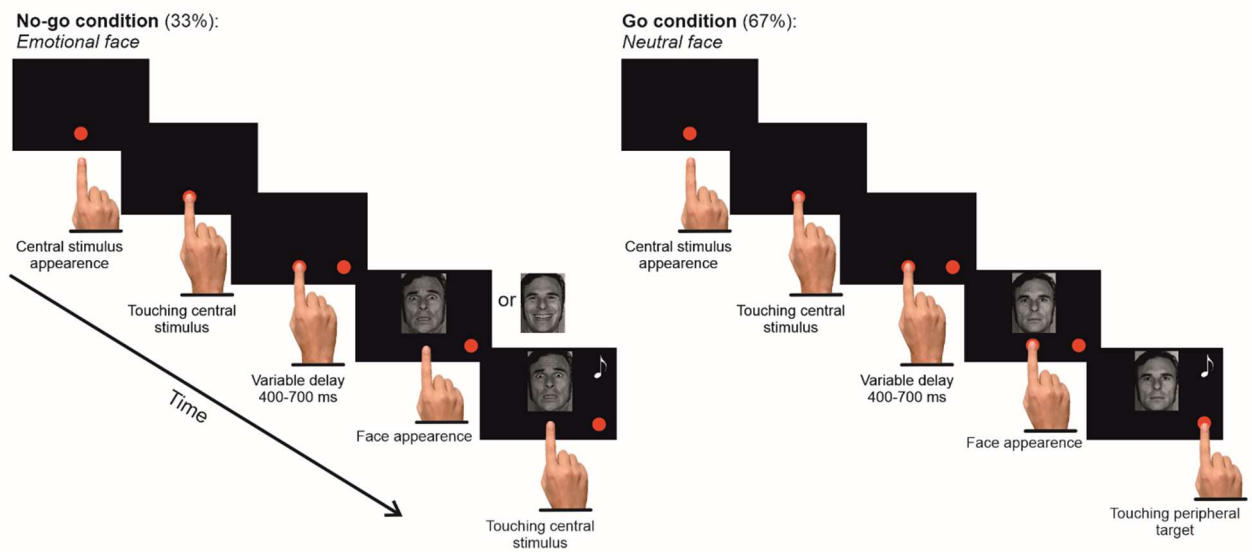 No-go condition (33%):
Emotional face
Central stimulus
appearence
Touching central
stimulus
Variable delay
400-700 ms
or
Face appearence
Touching central
stimulus
Time
Go condition (67%):
Neutral face
Central stimulus
appearence
Touching central
stimulus
Variable delay
400-700 ms
Face appearence
Touching peripheral
target